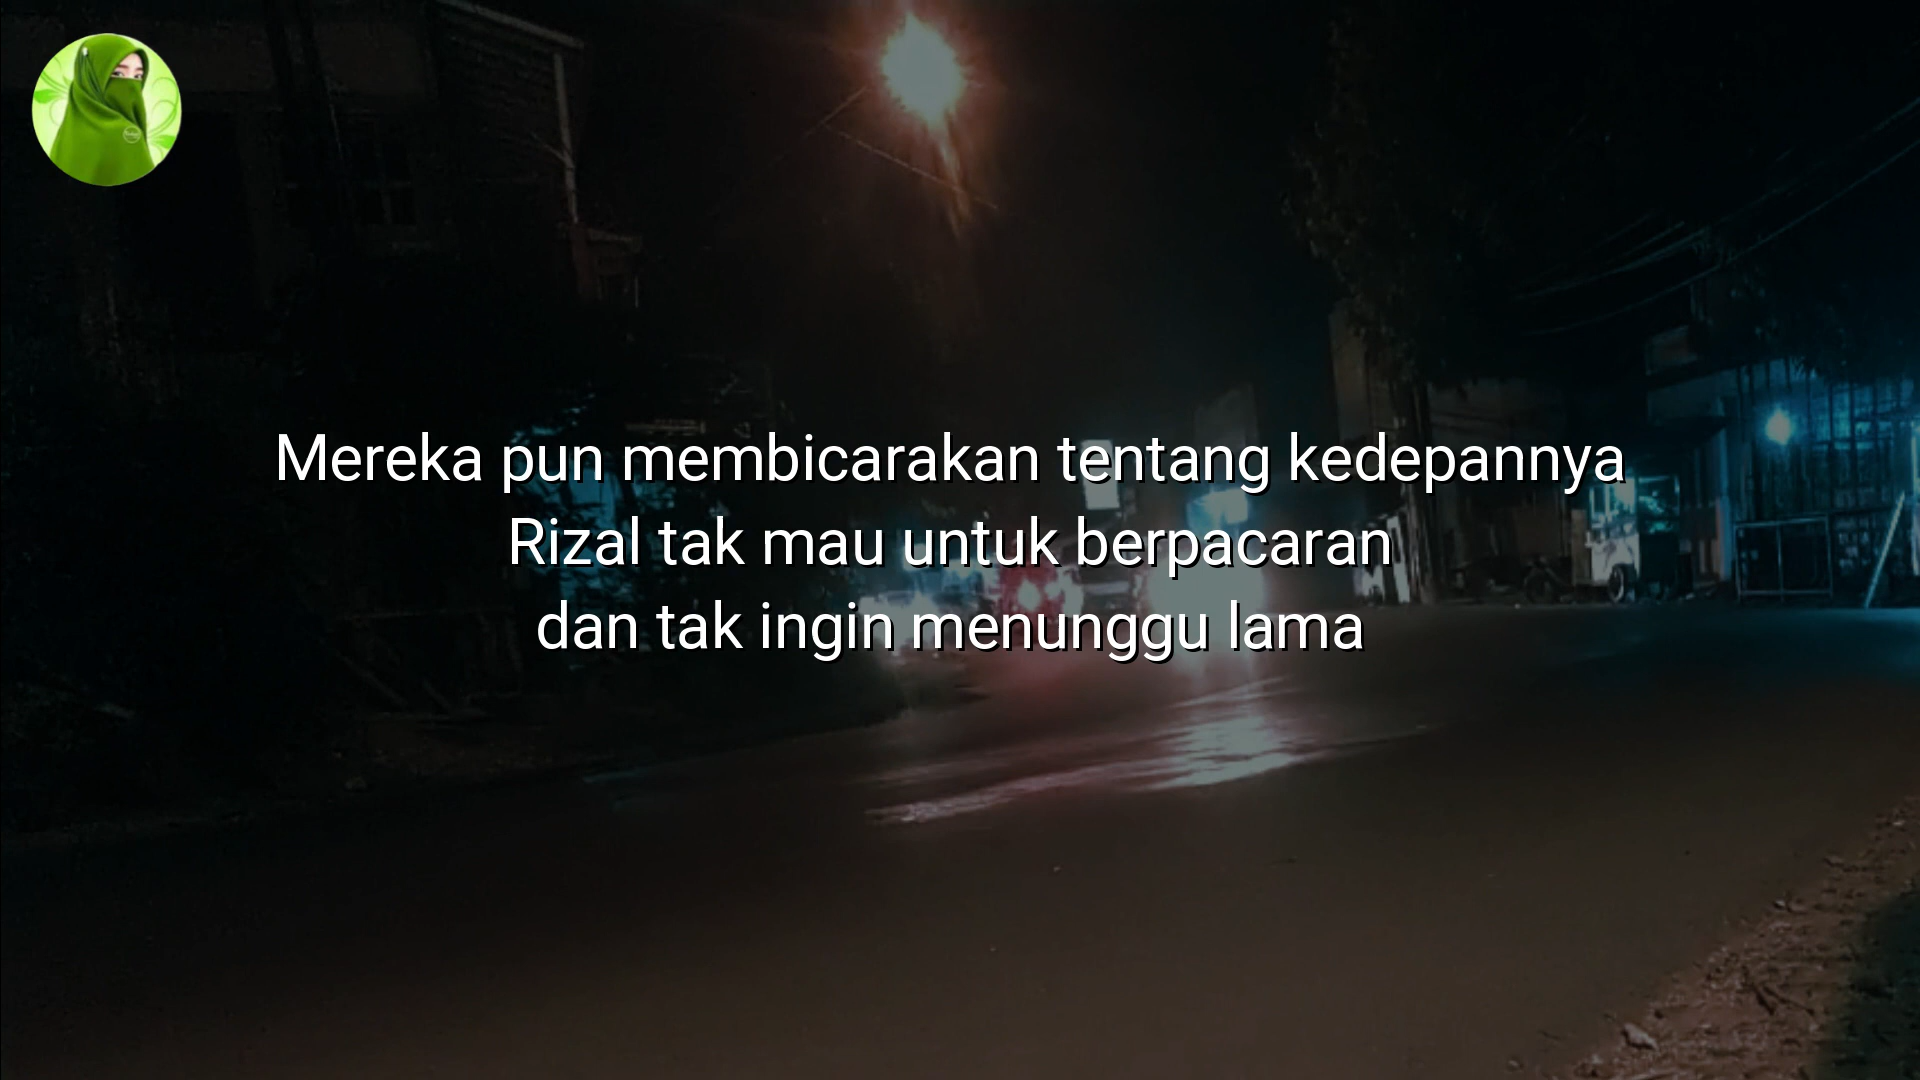 Mereka pun membicarakan tentang kedepannya
Rizal tak mau untuk berpacaran
dan tak ingin menunggu lama